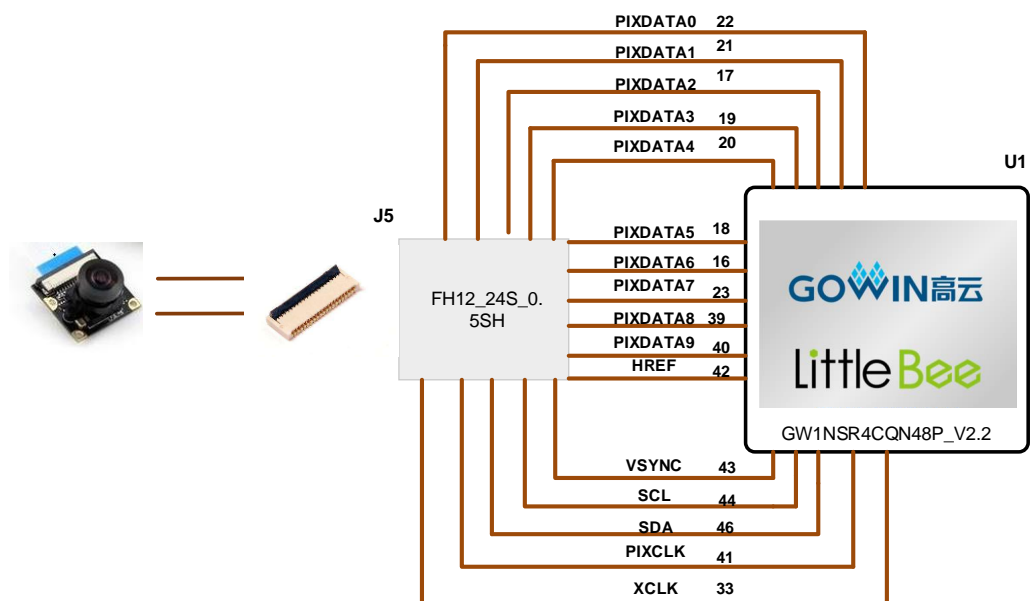 PIXDATA0 22
PIXDATA1 21
PIXDATA2 17
PIXDATA3 19
PIXDATA4 20
U1
J5
PIXDATA5 18
PIXDATA6 16
PIXDATA7 23
PIXDATA8 39
PIXDATA9 40
HREF 42
FH12_24S_0.
5SH
GOWIN高云
LittleBee
GW1NSR4CQN48P_V2.2
VSYNC 43
SCL 44
SDA 46
PIXCLK 41
XCLK 33